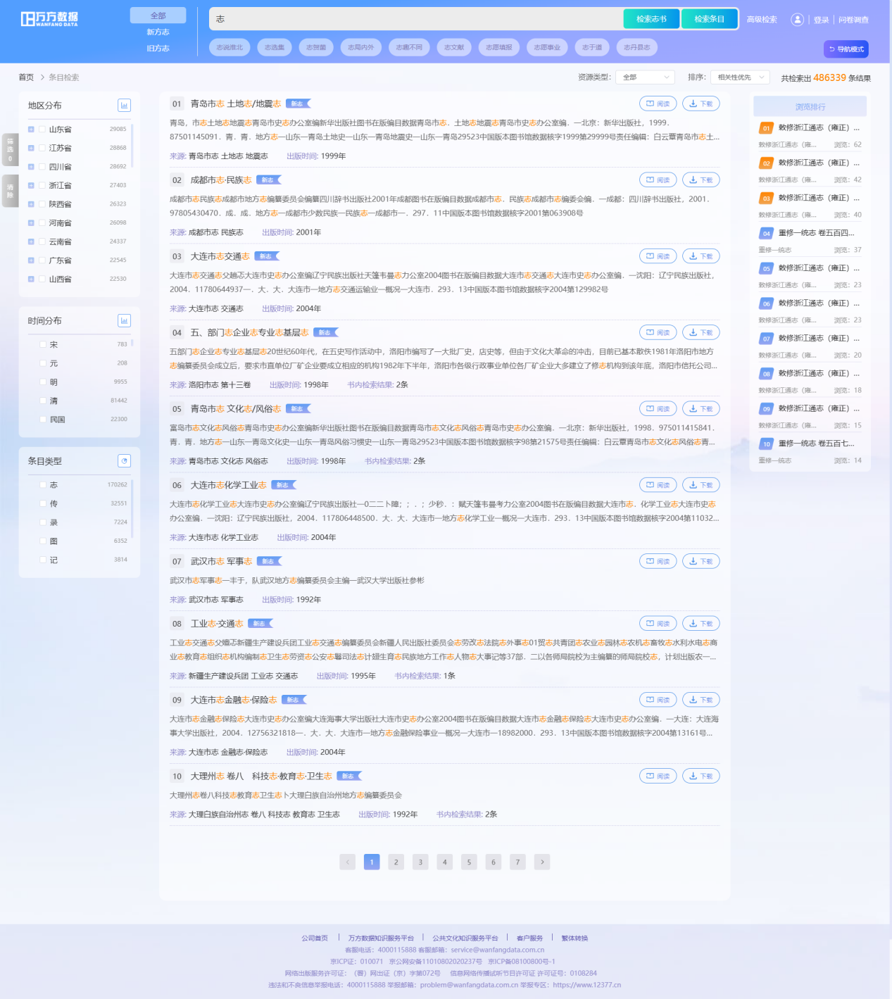 万方数据
WANFANG DATA
全部
新方志
旧方志
志
检索志书
检索条目
高级检索
登录
问卷调查
志说淮北
志选集
志贺菌
志局内外
志趣不同
志文献
志愿填报
志愿事业
志于道
志丹县志
导航模式
首页 > 条目检索
资源类型: 全部
排序: 相关性优先
共检索出 486339 条结果
筛选 0
清除
地区分布
山东省 29085
江苏省 28868
四川省 28692
浙江省 27403
陕西省 26323
河南省 26098
云南省 24337
广东省 22545
山西省 22530
时间分布
宋 783
元 208
明 9955
清 81442
民国 22300
条目类型
志 170262
传 32551
录 7224
图 6352
记 3814
01 青岛市志 土地志/地震志 新志 阅读 下载
青岛，市志土地志地震志青岛市史志办公室编新华出版社图书在版编目数据青岛市志．土地志地震志青岛市史志办公室编．一北京：新华出版社，1999．
87501145091．青．青．地方志一山东一青岛土地史一山东一青岛地震史一山东一青岛29523中国版本图书馆数据核字1999第29999号责任编辑：白云覃青岛市志土...
来源: 青岛市志 土地志 地震志 出版时间: 1999年
02 成都市志·民族志 新志 阅读 下载
成都市志民族志成都市地方志编纂委员会编纂四川辞书出版社2001年成都图书在版编目数据成都市志．民族志成都市志编委会编．一成都：四川辞书出版社，2001．
97805430470．成．成．地方志一成都市少数民族一民族志一成都市一．297．11中国版本图书馆数据核字2001第063908号
来源: 成都市志 民族志 出版时间: 2001年
03 大连市志交通志 新志 阅读 下载
大连市志交通志父趟忑大连市史志办公室编辽宁民族出版社天篷韦曼志力公室2004图书在版编目数据大连市志交通志大连市史志办公室编．一沈阳：辽宁民族出版社，
2004．11780644937一．大．大．大连市一地方志交通运输业一概况一大连市．293．13中国版本图书馆数据核字2004第129982号
来源: 大连市志 交通志 出版时间: 2004年
04 五、部门志企业志专业志基层志 新志 阅读 下载
五部门志企业志专业志基层志20世纪60年代，在五史写作活动中，洛阳市编写了一大批厂史，店史等，但由于文化大革命的冲击，目前已基本散佚1981年洛阳市地方
志编纂委员会成立后，要求市直单位厂矿企业要成立相应的机构1982年下半年，洛阳市各级行政事业单位各厂矿企业大多建立了修志机构到该年底，洛阳市信托公司...
来源: 洛阳市志 第十三卷 出版时间: 1998年 书内检索结果: 2条
05 青岛市志 文化志/风俗志 新志 阅读 下载
富岛市志文化志风俗志青岛市史志办公室编新华出版社图书在版编目数据青岛市志文化志风俗志青岛市史志办公室编．一北京：新华出版社，1998．975011415841．
青．青．地方志一山东一青岛文化史一山东一青岛风俗习惯史一山东一青岛29523中国版本图书馆数据核字98第21575号责任编辑：白云覃青岛市志文化志风俗志青...
来源: 青岛市志 文化志 风俗志 出版时间: 1998年 书内检索结果: 2条
06 大连市志化学工业志 新志 阅读 下载
大连市志化学工业志大连市史志办公室编辽宁民族出版社一0二二卜障；；．；少秒．：赋天篷韦曼考力公室2004图书在版编目数据大连市志．化学工业志大连市史志
办公室编．一沈阳：辽宁民族出版社，2004．117806448500．大．大．大连市一地方志化学工业一概况一大连市．293．13中国版本图书馆数据核字2004第11032...
来源: 大连市志 化学工业志 出版时间: 2004年
07 武汉市志 军事志 新志 阅读 下载
武汉市志军事志一丰于，队武汉地方志编纂委员会主编一武汉大学出版社参彬
来源: 武汉市志 军事志 出版时间: 1992年
08 工业志·交通志 新志 阅读 下载
工业志交通志父嬉忑新疆生产建设兵团工业志交通志编纂委员会新疆人民出版社委员会志劳改志法院志外事志01贸志共青团志农业志园林志农机志畜牧志水利水电志商
业志教育志组织志机构编制志卫生志劳资志公安志鬈司法志计翅生育志民族地方工作志人物志大事记等37部．二以各师局院校为主编纂的师局院校志，计划出版农一...
来源: 新疆生产建设兵团 工业志 交通志 出版时间: 1995年 书内检索结果: 1条
09 大连市志金融志·保险志 新志 阅读 下载
大连市志金融志保险志大连市史志办公室编大连海事大学出版社大连市史志办公室2004图书在版编目数据大连市志金融志保险志大连市史志办公室编．一大连：大连海
事大学出版社，2004．12756321818一．大．大．大连市一地方志金融保险事业一概况一大连市一18982000．293．13中国版本图书馆数据核字2004第13161号...
来源: 大连市志 金融志·保险志 出版时间: 2004年
10 大理州志 卷八 科技志·教育志·卫生志 新志 阅读 下载
大理州志卷八科技志教育志卫生志卜大理白族自治州地方志编纂委员会
来源: 大理白族自治州志 卷八 科技志 教育志 卫生志 出版时间: 1992年 书内检索结果: 2条
< 1 2 3 4 5 6 7 >
浏览排行
01 敕修浙江通志（雍正）...
敕修浙江通志（雍... 浏览：62
02 敕修浙江通志（雍正）...
敕修浙江通志（雍... 浏览：42
03 敕修浙江通志（雍正）...
敕修浙江通志（雍... 浏览：40
04 重修一统志 卷五百四...
重修一统志 浏览：37
05 敕修浙江通志（雍正）...
敕修浙江通志（雍... 浏览：23
06 敕修浙江通志（雍正）...
敕修浙江通志（雍... 浏览：23
07 敕修浙江通志（雍正）...
敕修浙江通志（雍... 浏览：20
08 敕修浙江通志（雍正）...
敕修浙江通志（雍... 浏览：18
09 敕修浙江通志（雍正）...
敕修浙江通志（雍... 浏览：15
10 重修一统志 卷五百七...
重修一统志 浏览：14
公司首页 | 万方数据知识服务平台 | 公共文化知识服务平台 | 客户服务 | 繁体转换
客服电话：4000115888 客服邮箱：service@wanfangdata.com.cn
京ICP证：010071 京公网安备11010802020237号 京ICP备08100800号-1
网络出版服务许可证：（署）网出证（京）字第072号 信息网络传播试听节目许可证 许可证号：0108284
违法和不良信息举报电话：4000115888 举报邮箱：problem@wanfangdata.com.cn 举报专区：https://www.12377.cn